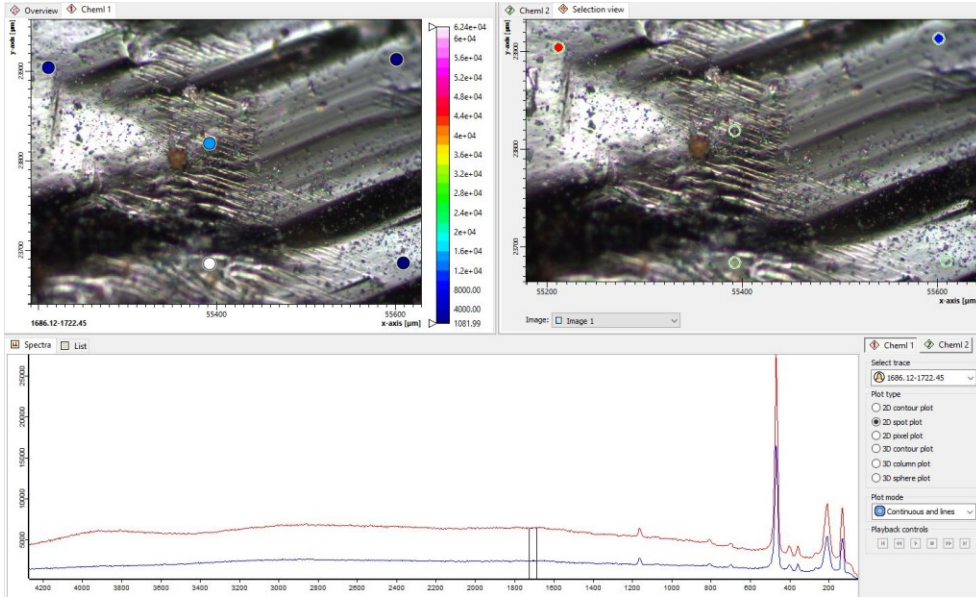 Overview Cheml 1
y-axis [µm]
23900
23800
23700
55400
55600
x-axis [µm]
1686.12-1722.45
6.24e+04
6e+04
5.6e+04
5.2e+04
4.8e+04
4.4e+04
4e+04
3.6e+04
3.2e+04
2.8e+04
2.4e+04
2e+04
1.6e+04
1.2e+04
8000.00
1081.99
Cheml 2 Selection view
y-axis [µm]
23900
23800
23700
55200 55400 55600
x-axis [µm]
Image: Image 1
Spectra List
25000
20000
15000
10000
5000
4200 4000 3800 3600 3400 3200 3000 2800 2600 2400 2200 2000 1800 1600 1400 1200 1000 800 600 400 200
Cheml 1 Cheml 2
Select trace
1686.12-1722.45
Plot type
2D contour plot
2D spot plot
2D pixel plot
3D contour plot
3D column plot
3D sphere plot
Plot mode
Continuous and lines
Playback controls